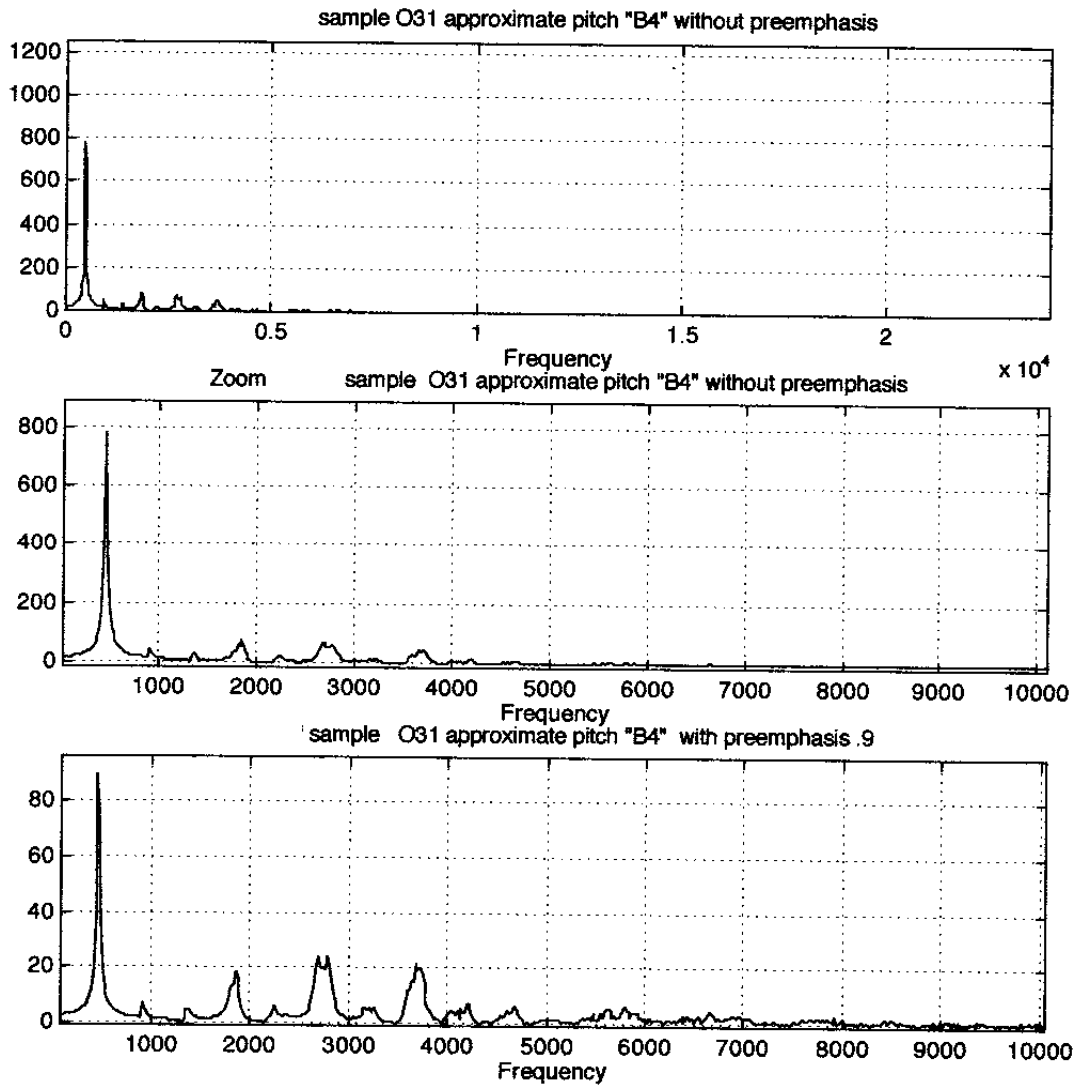 sample O31 approximate pitch "B4" without preemphasis
1200
1000
800
600
400
200
0
0 0.5 1 1.5 2
Frequency
x 10^4
Zoom sample O31 approximate pitch "B4" without preemphasis
800
600
400
200
0
1000 2000 3000 4000 5000 6000 7000 8000 9000 10000
Frequency
sample O31 approximate pitch "B4" with preemphasis .9
80
60
40
20
0
1000 2000 3000 4000 5000 6000 7000 8000 9000 10000
Frequency